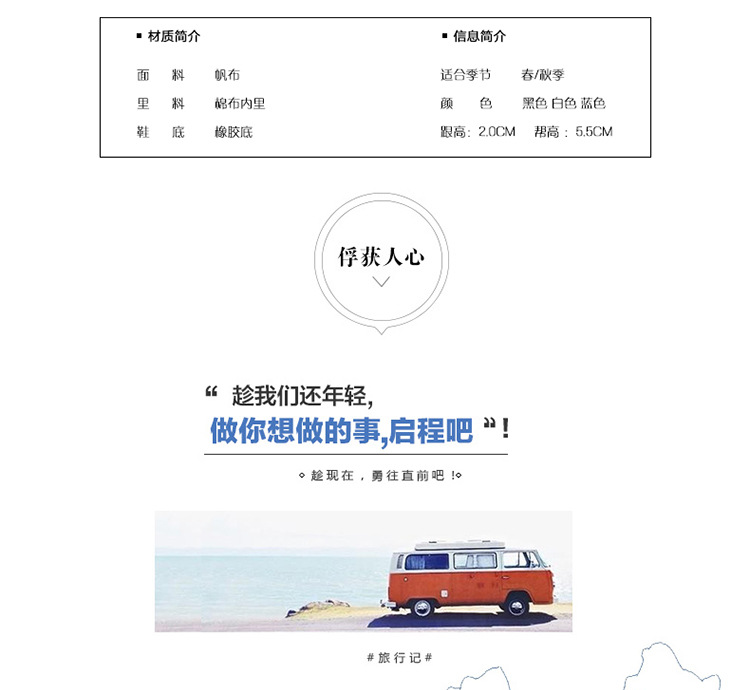 ▪ 材质简介
面 料 帆布
里 料 棉布内里
鞋 底 橡胶底
▪ 信息简介
适合季节 春/秋季
颜 色 黑色 白色 蓝色
跟高：2.0CM 帮高：5.5CM
俘获人心
“ 趁我们还年轻,
做你想做的事,启程吧 ”!
趁现在，勇往直前吧！
#旅行记#